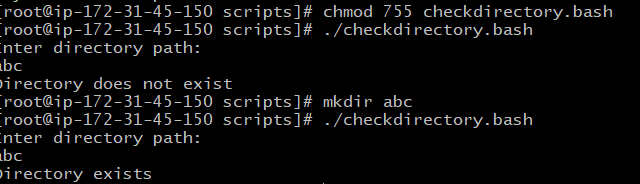 [root@ip-172-31-45-150 scripts]# chmod 755 checkdirectory.bash
[root@ip-172-31-45-150 scripts]# ./checkdirectory.bash
Enter directory path:
abc
Directory does not exist
[root@ip-172-31-45-150 scripts]# mkdir abc
[root@ip-172-31-45-150 scripts]# ./checkdirectory.bash
Enter directory path:
abc
Directory exists